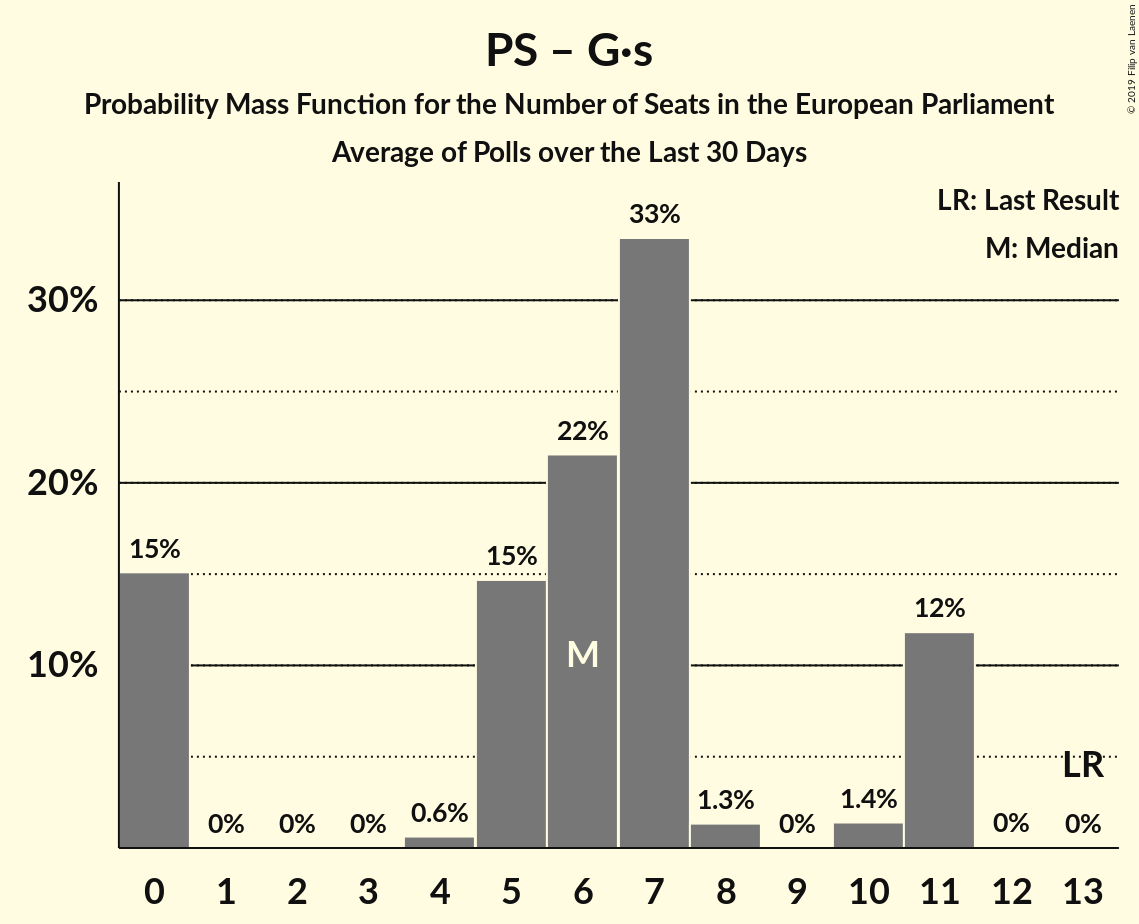 PS – G·s
Probability Mass Function for the Number of Seats in the European Parliament
Average of Polls over the Last 30 Days
© 2019 Filip van Laenen
LR: Last Result
M: Median
30%
20%
10%
15%
0%
0%
0%
0.6%
15%
22%
33%
1.3%
0%
1.4%
12%
0%
0%
M
LR
0 1 2 3 4 5 6 7 8 9 10 11 12 13